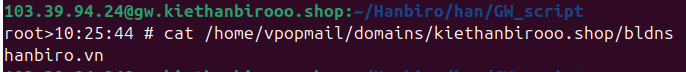 103.39.94.24@gw.kiethanbirooo.shop:~/Hanbiro/han/GW_script
root>10:25:44 # cat /home/vpopmail/domains/kiethanbirooo.shop/bldns
hanbiro.vn